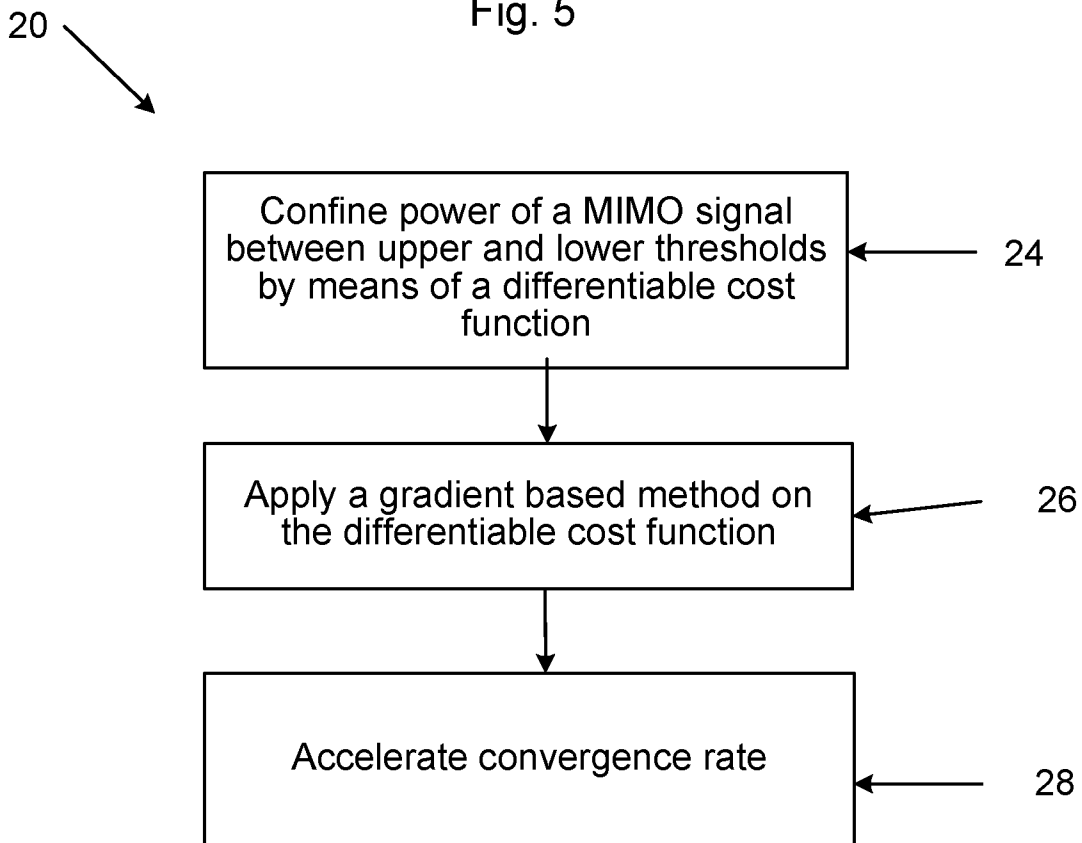 Fig. 5
20
Confine power of a MIMO signal
between upper and lower thresholds
by means of a differentiable cost
function
24
Apply a gradient based method on
the differentiable cost function
26
Accelerate convergence rate
28